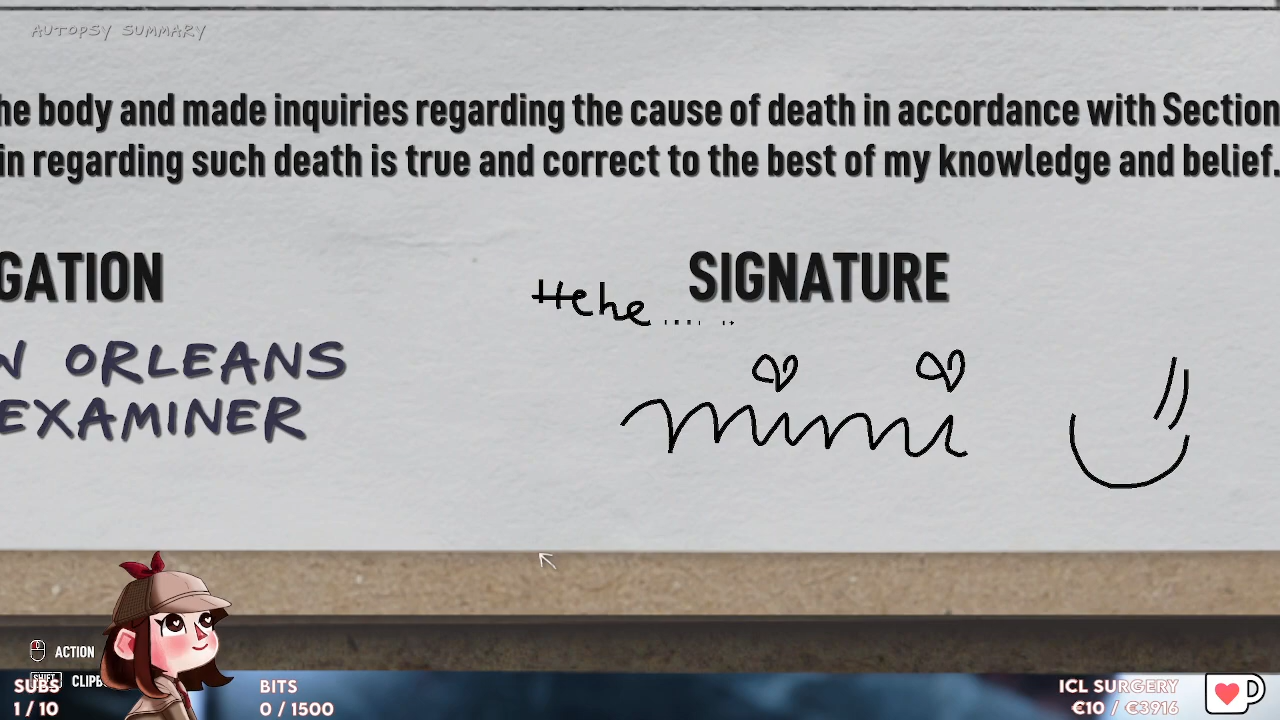 AUTOPSY SUMMARY
he body and made inquiries regarding the cause of death in accordance with Section
in regarding such death is true and correct to the best of my knowledge and belief.
GATION
SIGNATURE
Hehe
W ORLEANS
EXAMINER
mimi
ACTION
SHIFT CLIPB
SUBS
1 / 10
BITS
0 / 1500
ICL SURGERY
€10 / €3916